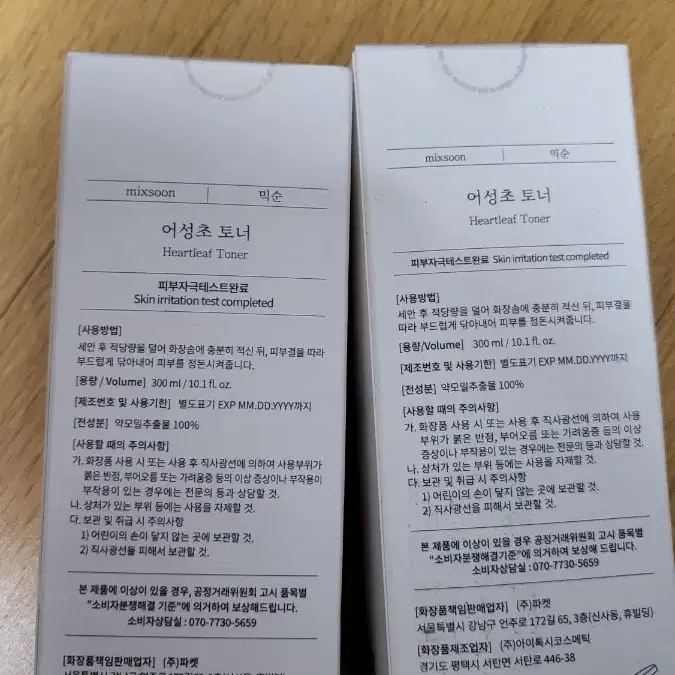 mixsoon | 믹순
어성초 토너
Heartleaf Toner
피부자극테스트완료
Skin irritation test completed
[사용방법]
세안 후 적당량을 덜어 화장솜에 충분히 적신 뒤, 피부결을 따라
부드럽게 닦아내어 피부를 정돈시켜줍니다.
[용량 / Volume] 300 ml / 10.1 fl. oz.
[제조번호 및 사용기한] 별도표기 EXP MM.DD.YYYY까지
[전성분] 약모밀추출물 100%
[사용할 때의 주의사항]
가. 화장품 사용 시 또는 사용 후 직사광선에 의하여 사용부위가
붉은 반점, 부어오름 또는 가려움증 등의 이상 증상이나 부작용이
부작용이 있는 경우에는 전문의 등과 상담할 것.
나. 상처가 있는 부위 등에는 사용을 자제할 것.
다. 보관 및 취급 시 주의사항
1) 어린이의 손이 닿지 않는 곳에 보관할 것.
2) 직사광선을 피해서 보관할 것.
본 제품에 이상이 있을 경우, 공정거래위원회 고시 품목별
"소비자분쟁해결 기준"에 의거하여 보상해드립니다.
소비자상담실 : 070-7730-5659
[화장품책임판매업자] (주)파켓
mixsoon | 믹순
어성초 토너
Heartleaf Toner
피부자극테스트완료 Skin irritation test completed
[사용방법]
세안 후 적당량을 덜어 화장솜에 충분히 적신 뒤, 피부결을
따라 부드럽게 닦아내어 피부를 정돈시켜줍니다.
[용량/Volume] 300 ml / 10.1 fl. oz.
[제조번호 및 사용기한] 별도표기 EXP MM.DD.YYYY까지
[전성분] 약모밀추출물 100%
[사용할 때의 주의사항]
가. 화장품 사용 시 또는 사용 후 직사광선에 의하여 사용
부위가 붉은 반점, 부어오름 또는 가려움증 등의 이상
증상이나 부작용이 있는 경우에는 전문의 등과 상담할 것.
나. 상처가 있는 부위 등에는 사용을 자제할 것.
다. 보관 및 취급 시 주의사항
1) 어린이의 손이 닿지 않는 곳에 보관할 것.
2) 직사광선을 피해서 보관할 것.
본 제품에 이상이 있을 경우 공정거래위원회 고시 품목별
"소비자분쟁해결기준"에 의거하여 보상해 드립니다.
소비자상담실 : 070-7730-5659
[화장품책임판매업자] (주)파켓
서울특별시 강남구 언주로 172길 65, 3층(신사동, 휴빌딩)
[화장품제조업자] (주)아이톡시코스메틱
경기도 평택시 서탄면 서탄로 446-38